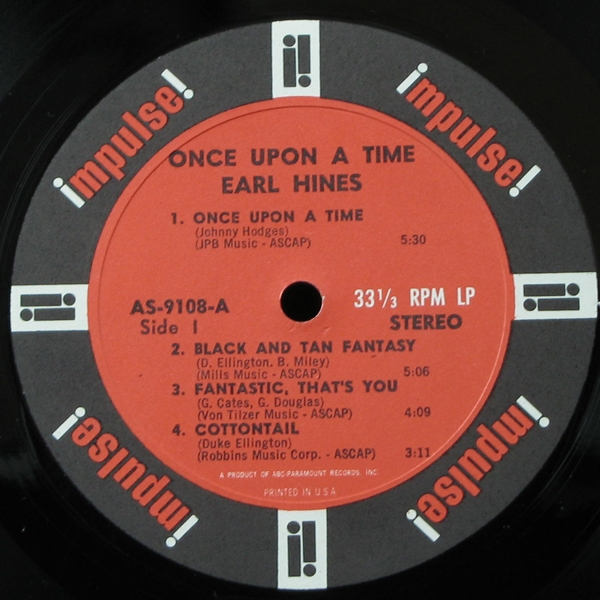 impulse!
impulse!
ONCE UPON A TIME
EARL HINES
1. ONCE UPON A TIME
(Johnny Hodges)
(JPB Music - ASCAP) 5:30
AS-9108-A 33 1/3 RPM LP
Side I STEREO
2. BLACK AND TAN FANTASY
(D. Ellington. B. Miley)
(Mills Music - ASCAP) 5:06
3. FANTASTIC, THAT'S YOU
(G. Cates, G. Douglas)
(Von Tilzer Music - ASCAP) 4:09
4. COTTONTAIL
(Duke Ellington)
(Robbins Music Corp. - ASCAP) 3:11
A PRODUCT OF ABC-PARAMOUNT RECORDS, INC.
PRINTED IN U S A
impulse!
impulse!